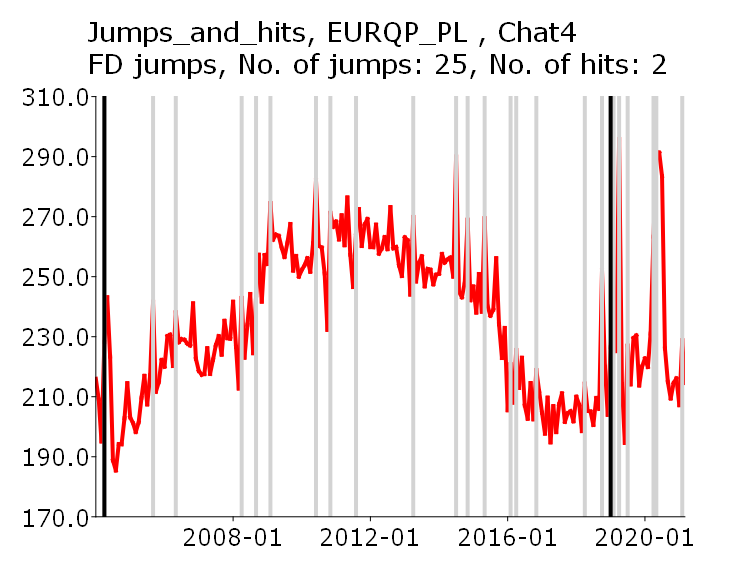 Jumps_and_hits, EURQP_PL , Chat4
FD jumps, No. of jumps: 25, No. of hits: 2
310.0
290.0
270.0
250.0
230.0
210.0
190.0
170.0
2008-01 2012-01 2016-01 2020-01